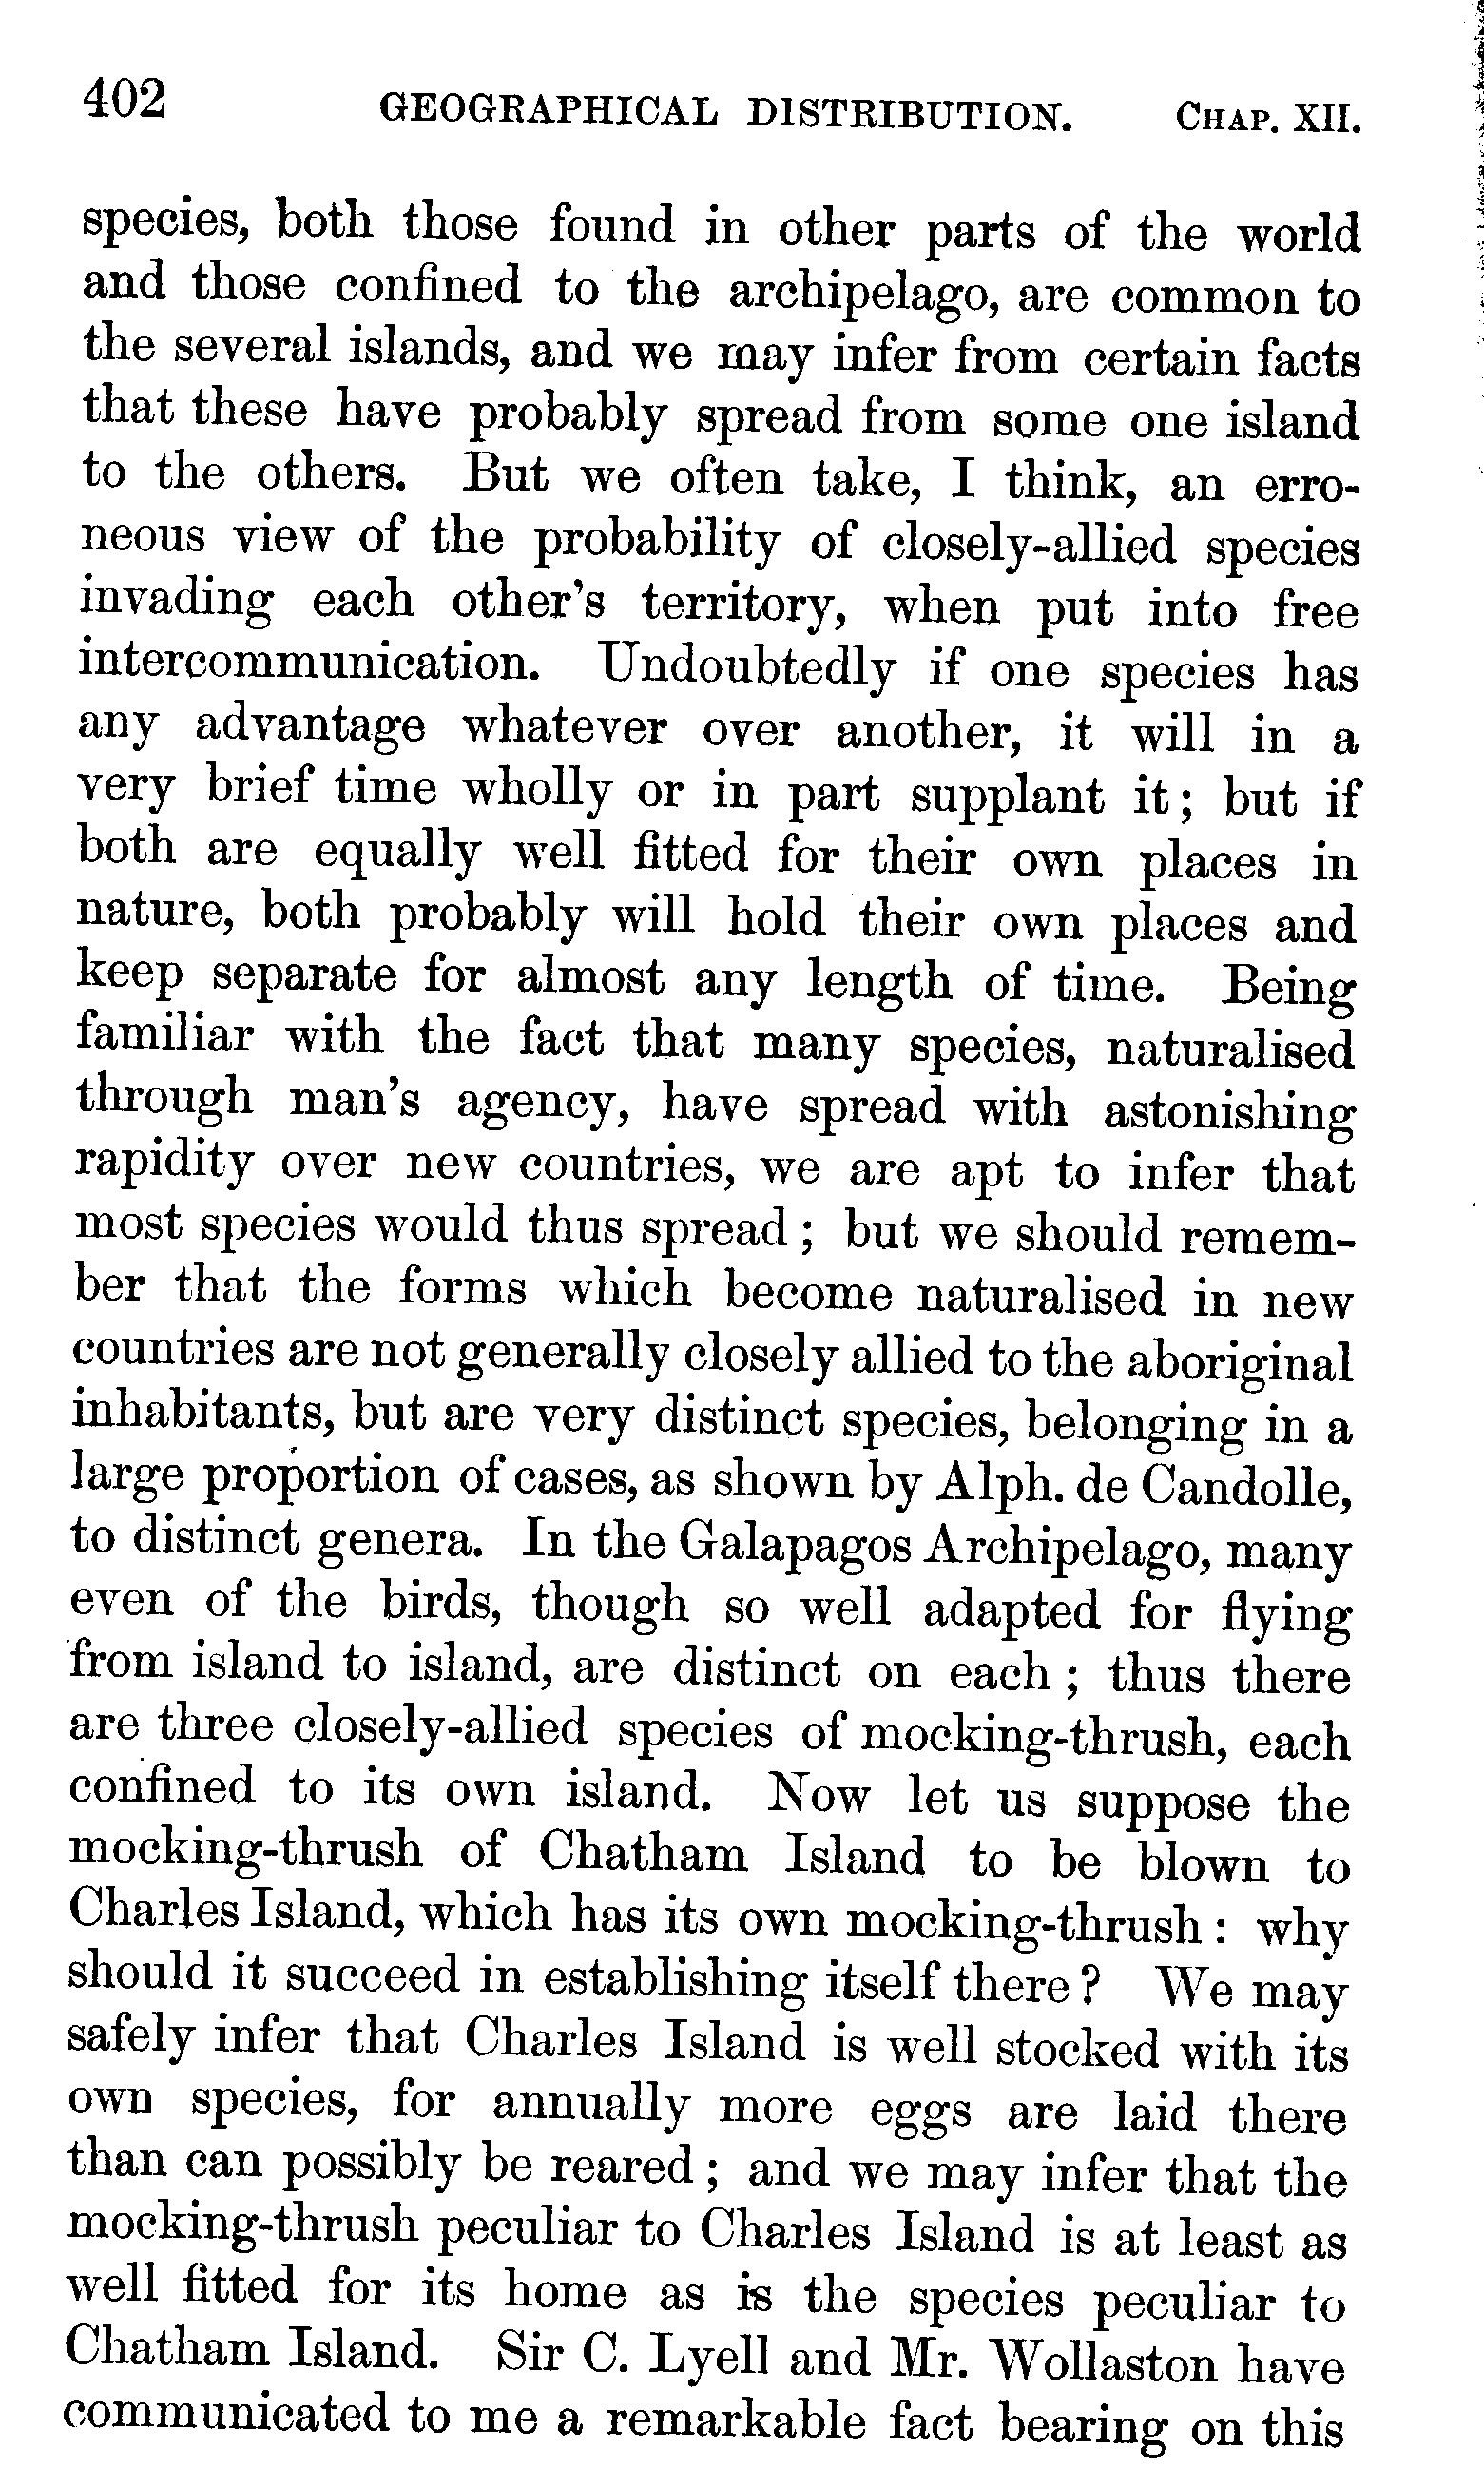 402 GEOGRAPHICAL DISTRIBUTION. CHAP. XII.
species, both those found in other parts of the world
and those confined to the archipelago, are common to
the several islands, and we may infer from certain facts
that these have probably spread from some one island
to the others. But we often take, I think, an erro-
neous view of the probability of closely-allied species
invading each other's territory, when put into free
intercommunication. Undoubtedly if one species has
any advantage whatever over another, it will in a
very brief time wholly or in part supplant it; but if
both are equally well fitted for their own places in
nature, both probably will hold their own places and
keep separate for almost any length of time. Being
familiar with the fact that many species, naturalised
through man's agency, have spread with astonishing
rapidity over new countries, we are apt to infer that
most species would thus spread; but we should remem-
ber that the forms which become naturalised in new
countries are not generally closely allied to the aboriginal
inhabitants, but are very distinct species, belonging in a
large proportion of cases, as shown by Alph. de Candolle,
to distinct genera. In the Galapagos Archipelago, many
even of the birds, though so well adapted for flying
from island to island, are distinct on each; thus there
are three closely-allied species of mocking-thrush, each
confined to its own island. Now let us suppose the
mocking-thrush of Chatham Island to be blown to
Charles Island, which has its own mocking-thrush: why
should it succeed in establishing itself there? We may
safely infer that Charles Island is well stocked with its
own species, for annually more eggs are laid there
than can possibly be reared; and we may infer that the
mocking-thrush peculiar to Charles Island is at least as
well fitted for its home as is the species peculiar to
Chatham Island. Sir C. Lyell and Mr. Wollaston have
communicated to me a remarkable fact bearing on this